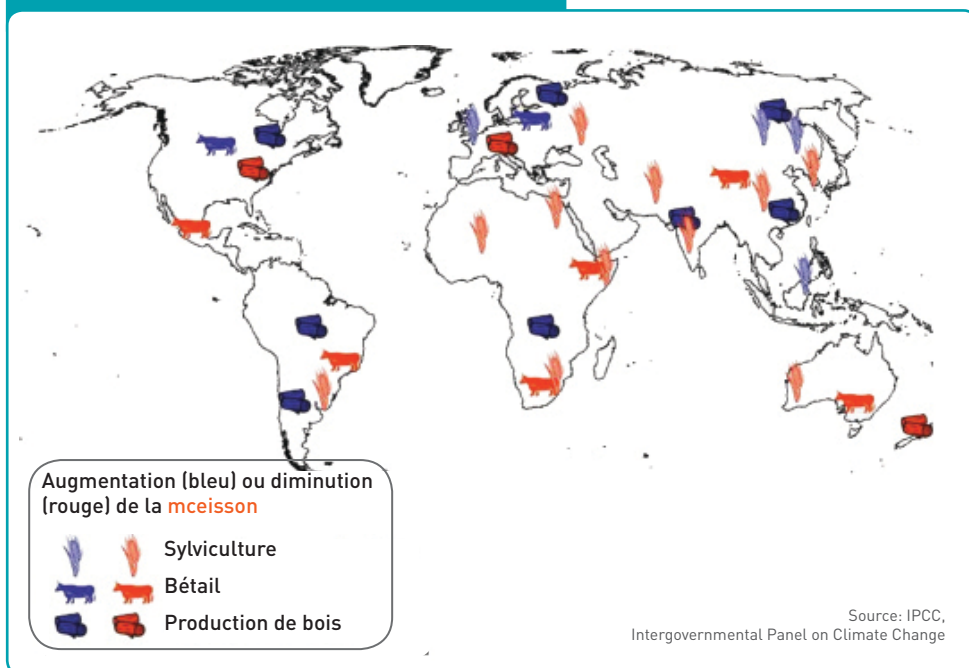 Augmentation (bleu) ou diminution
(rouge) de la mceisson
Sylviculture
Bétail
Production de bois
Source: IPCC,
Intergovernmental Panel on Climate Change